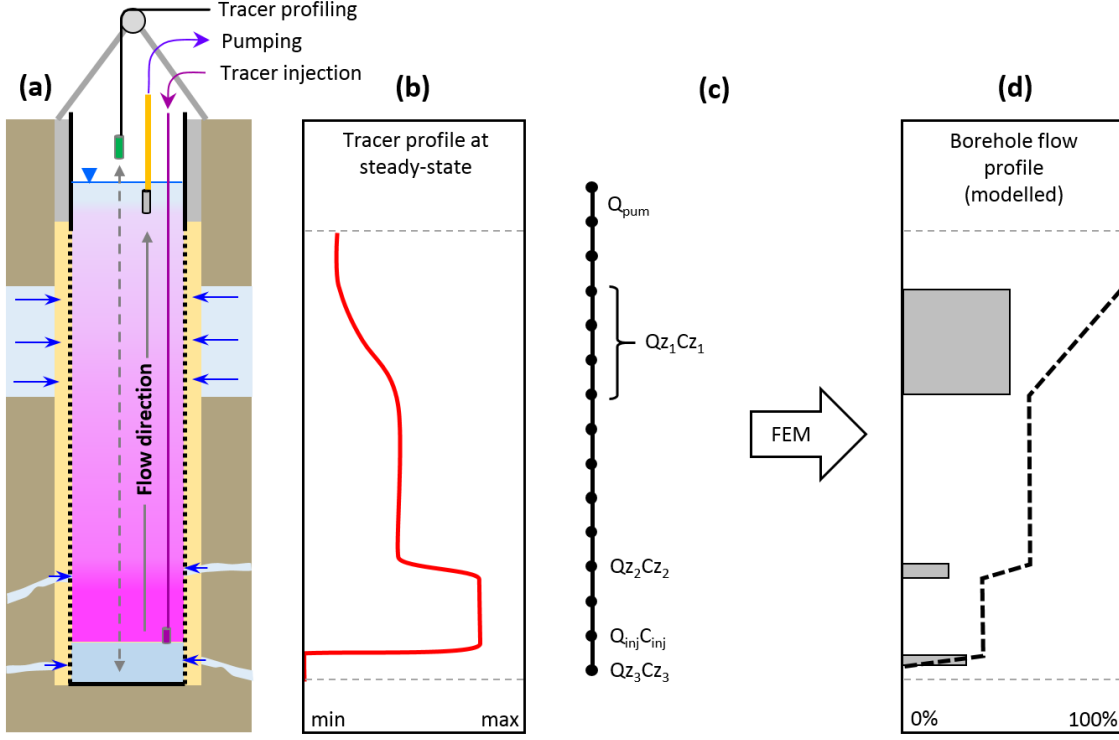 Tracer profiling
Pumping
Tracer injection
(a)
(b)
(c)
(d)
Flow direction
Tracer profile at
steady-state
min
max
Qpum
Qz1Cz1
Qz2Cz2
QinjCinj
Qz3Cz3
FEM
Borehole flow
profile
(modelled)
0%
100%